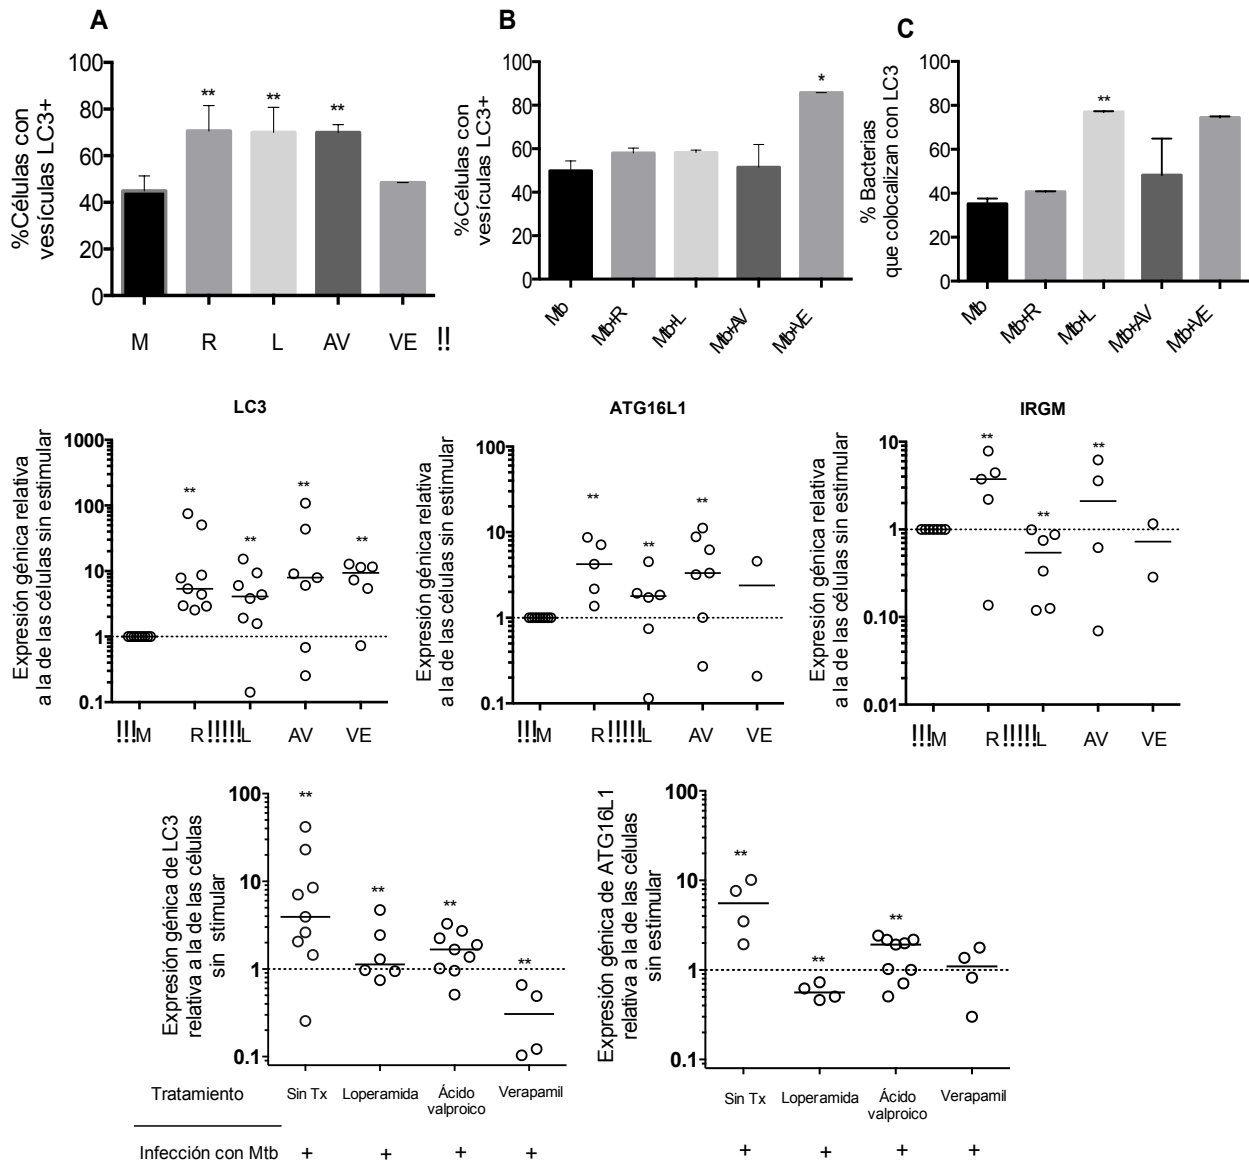 A
%Células con
vesículas LC3+
100
80
60
40
20
0
** ** **
M R L AV VE !!
B
%Células con
vesículas LC3+
100
80
60
40
20
0
*
Mtb Mtb+R Mtb+L Mtb+AV Mtb+VE
C
% Bacterias
que colocalizan con LC3
100
80
60
40
20
0
**
Mtb Mtb+R Mtb+L Mtb+AV Mtb+VE
LC3
Expresión génica relativa
a la de las células sin estimular
1000
100
10
1
0.1
** ** ** **
!!!M R !!!!!L AV VE
ATG16L1
Expresión génica relativa
a la de las células sin estimular
100
10
1
0.1
** ** **
!!!M R !!!!!L AV VE
IRGM
Expresión génica relativa
a la de las células sin estimular
10
1
0.10
0.01
** ** **
!!!M R !!!!!L AV VE
Expresión génica de LC3
relativa a la de las células
sin stimular
100
10
1
0.1
** ** ** **
Tratamiento Sin Tx Loperamida Ácido valproico Verapamil
Infección con Mtb + + + +
Expresión génica de ATG16L1
relativa a la de las células
sin estimular
100
10
1
0.1
** ** **
Sin Tx Loperamida Ácido valproico Verapamil
+ + + +